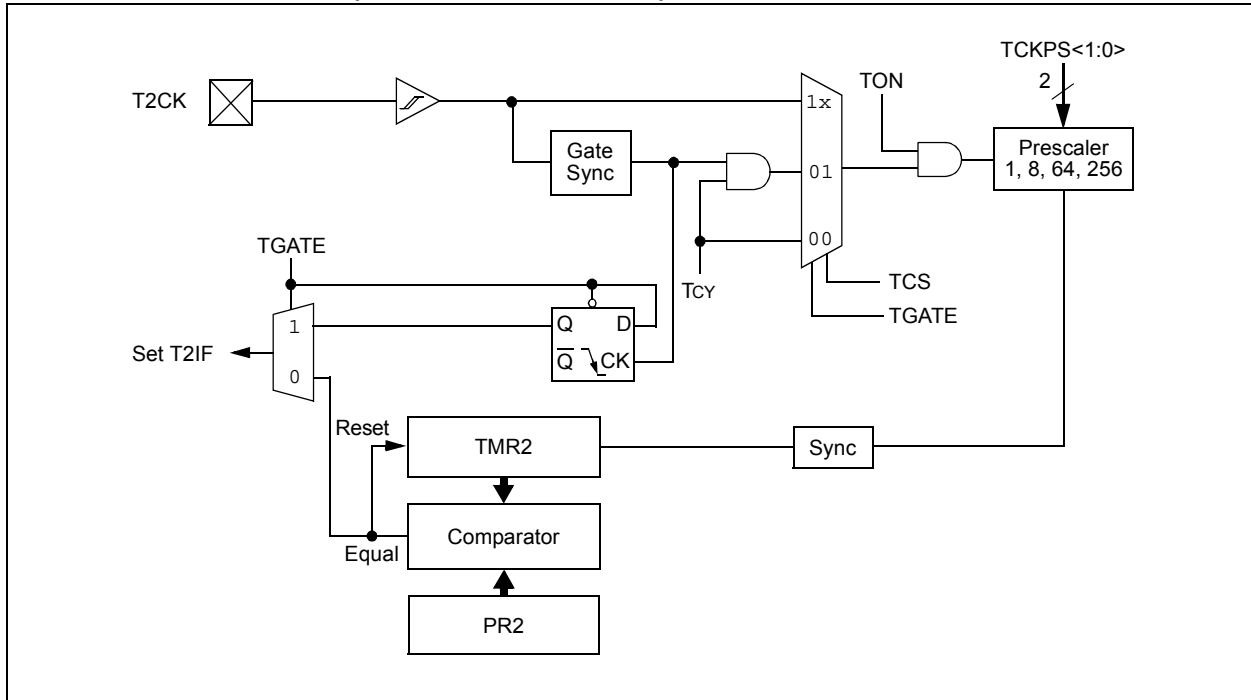 TCKPS<1:0>
2
TON
T2CK
1x
Gate
Sync
Prescaler
1, 8, 64, 256
01
00
TGATE
TCY
TCS
TGATE
1
Q
D
Set T2IF
Q
CK
0
Reset
TMR2
Sync
Equal
Comparator
PR2